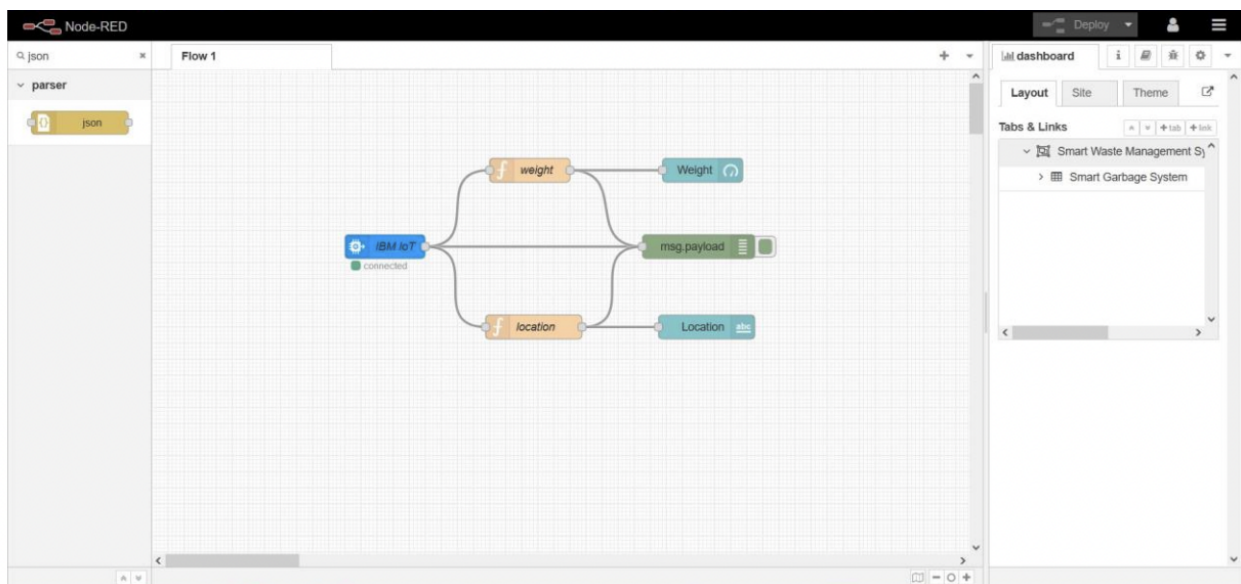 Node-RED
Deploy
json
Flow 1
dashboard
i
parser
json
Layout
Site
Theme
Tabs & Links
+tab
+link
Smart Waste Management Sy
Smart Garbage System
weight
Weight
IBM IoT
connected
msg.payload
location
Location
abc